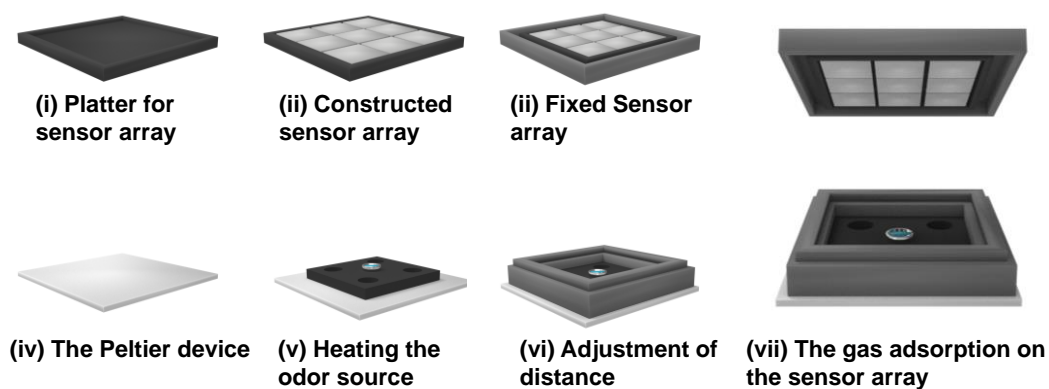 (i) Platter for
sensor array
(ii) Constructed
sensor array
(ii) Fixed Sensor
array
(iv) The Peltier device
(v) Heating the
odor source
(vi) Adjustment of
distance
(vii) The gas adsorption on
the sensor array